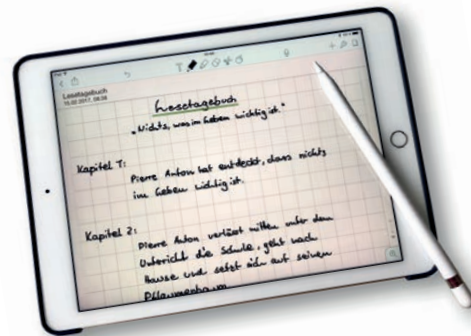 Lesetagebuch
15.02.2017, 08:38
Lesetagebuch
„Nichts, was im Leben wichtig ist."
Kapitel 1:
Pierre Anton hat entdeckt, dass nichts
im Leben wichtig ist.
Kapitel 2:
Pierre Anton verlässt mitten unter dem
Unterricht die Schule, geht nach
Hause und setzt sich auf seinen
Pflaumenbaum